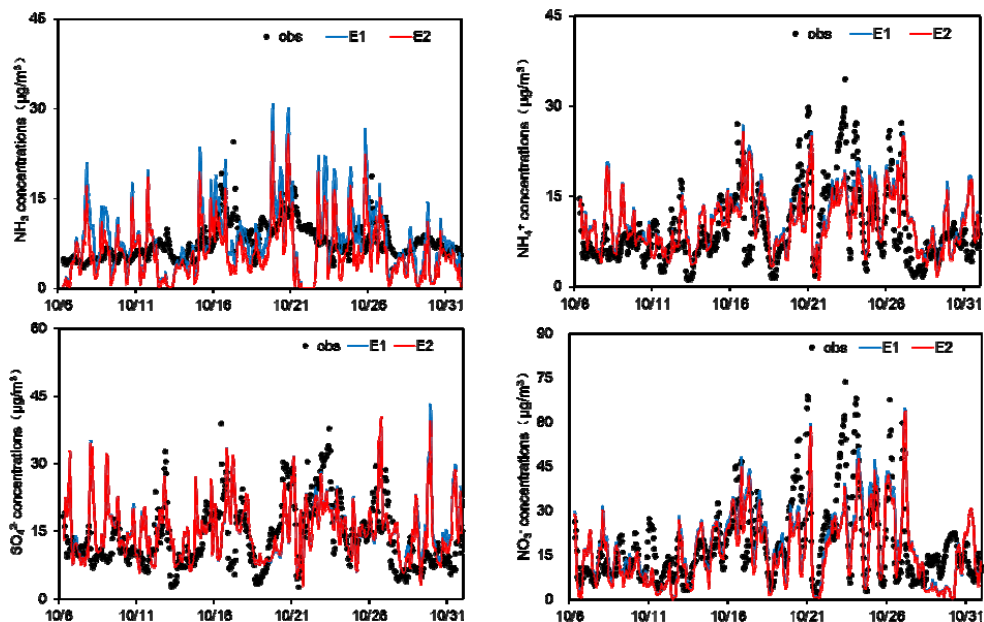 45
30
15
0
NH₃ concentrations (μg/m³)
obs E1 E2
10/6 10/11 10/16 10/21 10/26 10/31
45
30
15
0
NH₄⁺ concentrations (μg/m³)
obs E1 E2
10/6 10/11 10/16 10/21 10/26 10/31
60
45
30
15
0
SO₄²⁻ concentrations (μg/m³)
obs E1 E2
10/6 10/11 10/16 10/21 10/26 10/31
90
75
60
45
30
15
0
NO₃⁻ concentrations (μg/m³)
obs E1 E2
10/6 10/11 10/16 10/21 10/26 10/31